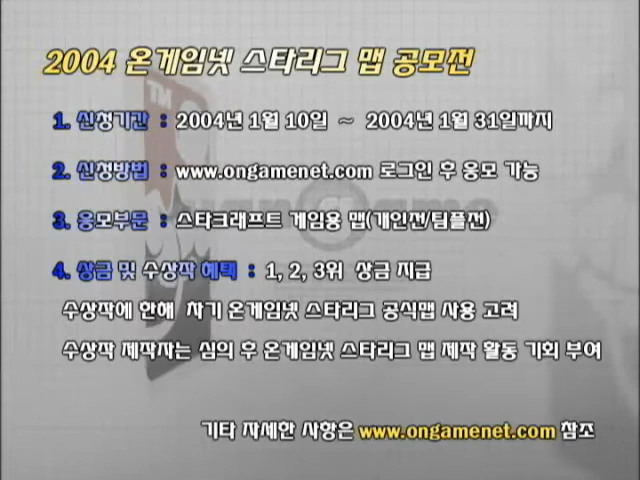 2004 온게임넷 스타리그 맵 공모전
1. 신청기간 : 2004년 1월 10일 ~ 2004년 1월 31일까지
2. 신청방법 : www.ongamenet.com 로그인 후 응모 가능
3. 응모부문 : 스타크래프트 게임용 맵(개인전/팀플전)
4. 상금 및 수상작 혜택 : 1, 2, 3위 상금 지급
수상작에 한해 차기 온게임넷 스타리그 공식맵 사용 고려
수상작 제작자는 심의 후 온게임넷 스타리그 맵 제작 활동 기회 부여
기타 자세한 사항은 www.ongamenet.com 참조
TM